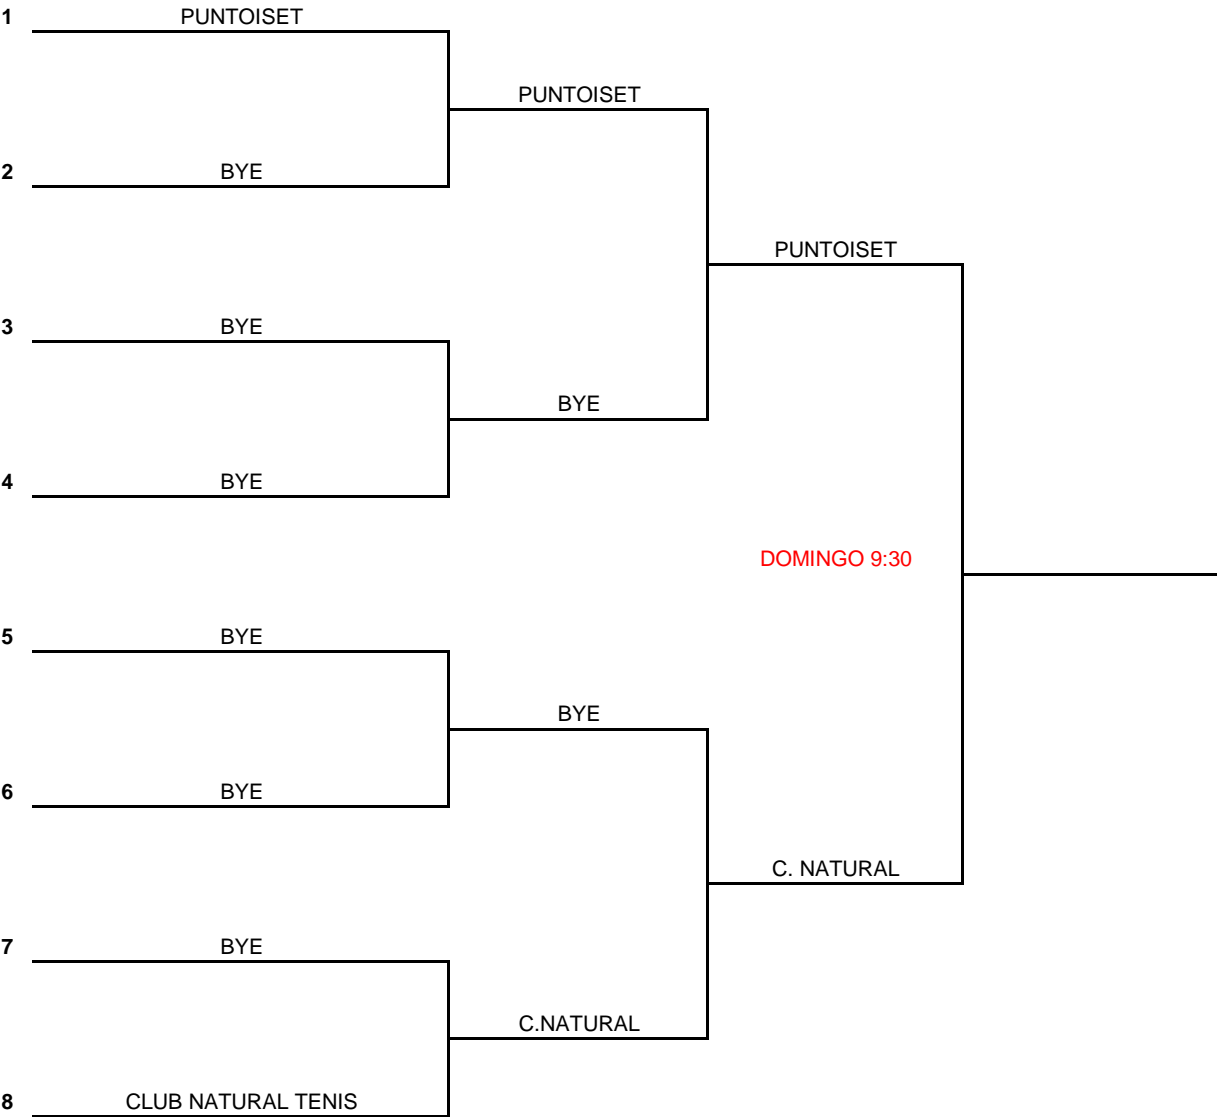 1 PUNTOISET
PUNTOISET
2 BYE
PUNTOISET
3 BYE
BYE
4 BYE
DOMINGO 9:30
5 BYE
BYE
6 BYE
C. NATURAL
7 BYE
C.NATURAL
8 CLUB NATURAL TENIS